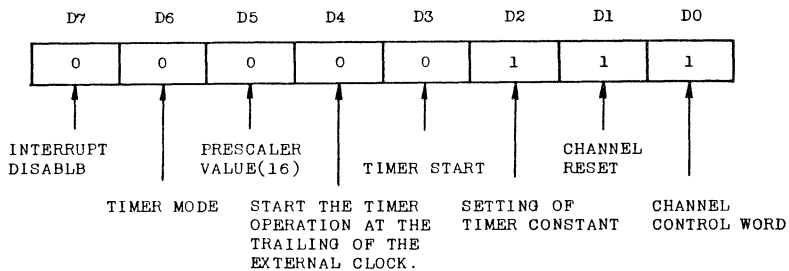 D7 D6 D5 D4 D3 D2 D1 D0
0 0 0 0 0 1 1 1
INTERRUPT
DISABLB
TIMER MODE
PRESCALER
VALUE(16)
START THE TIMER
OPERATION AT THE
TRAILING OF THE
EXTERNAL CLOCK.
TIMER START
SETTING OF
TIMER CONSTANT
CHANNEL
RESET
CHANNEL
CONTROL WORD